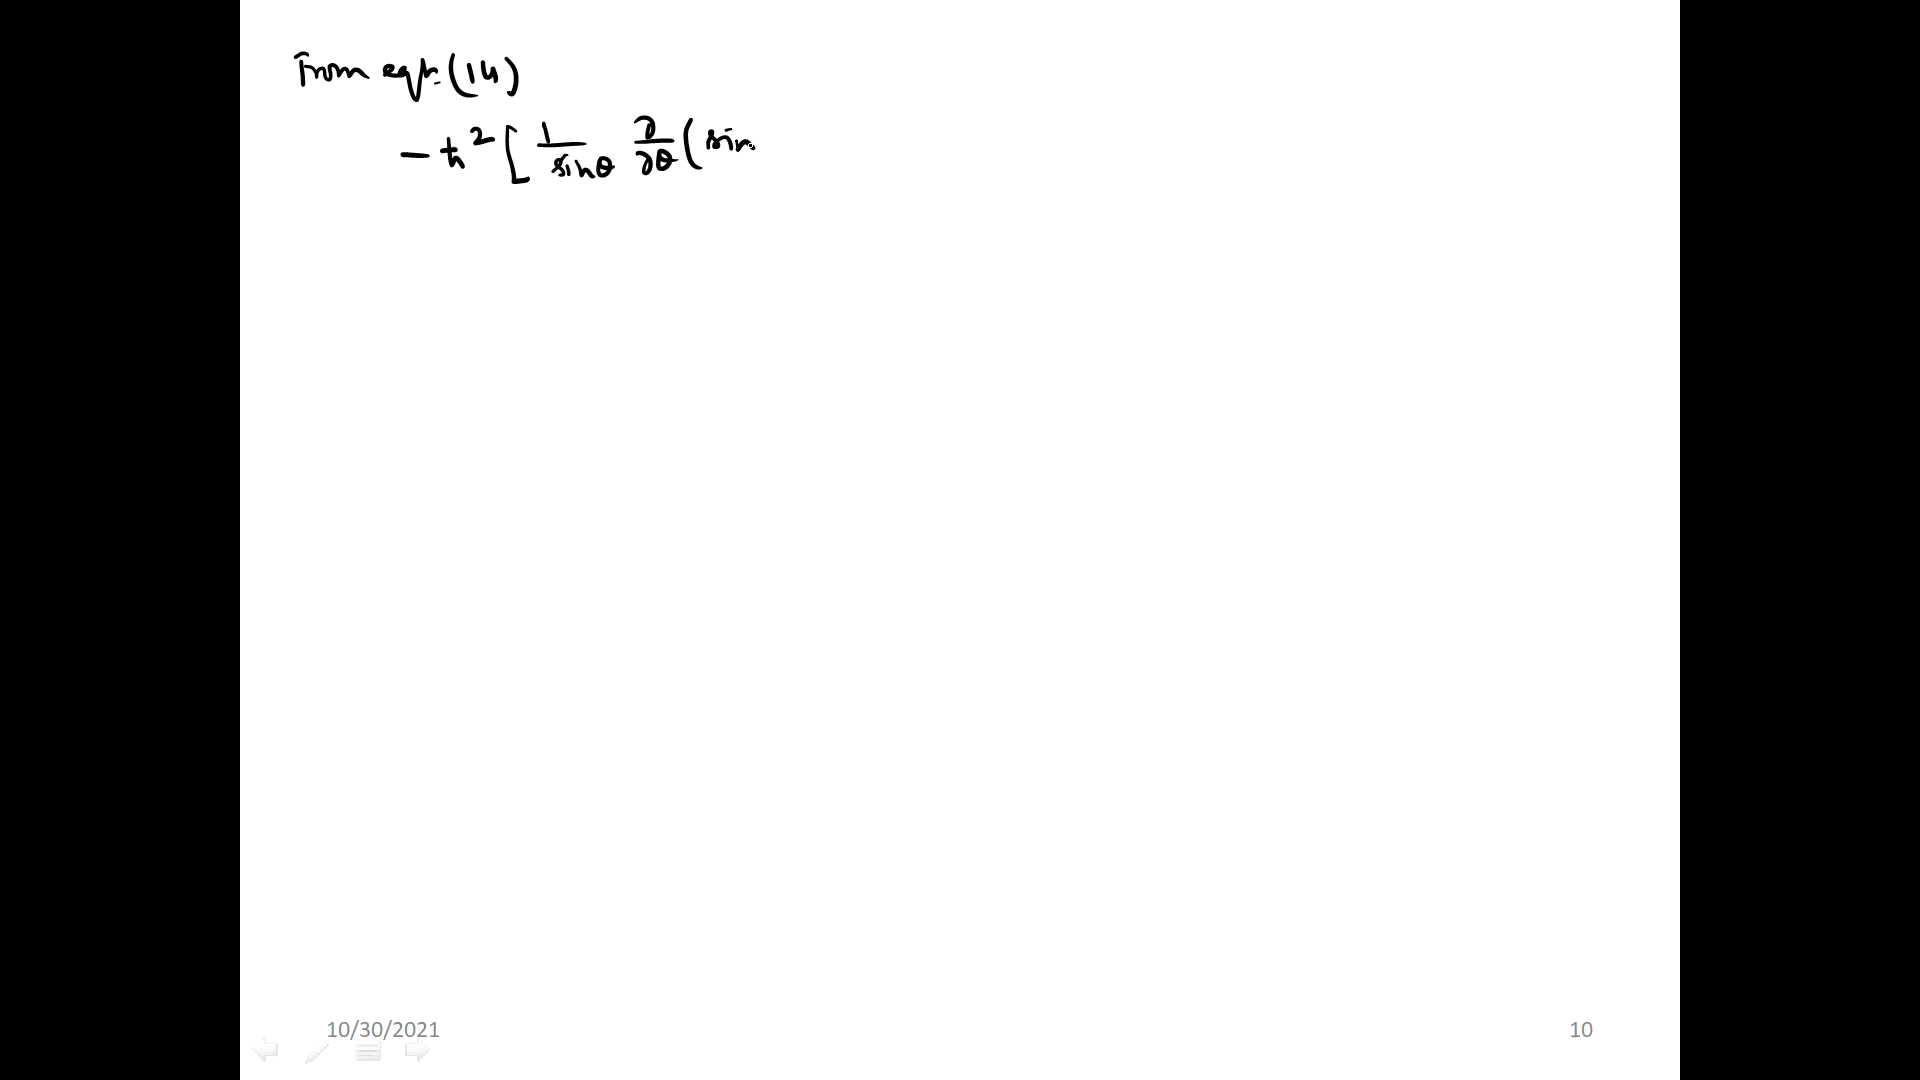 From eqn. (14)
- ħ² [ 1/sinθ ∂/∂θ ( sin
10/30/2021
10